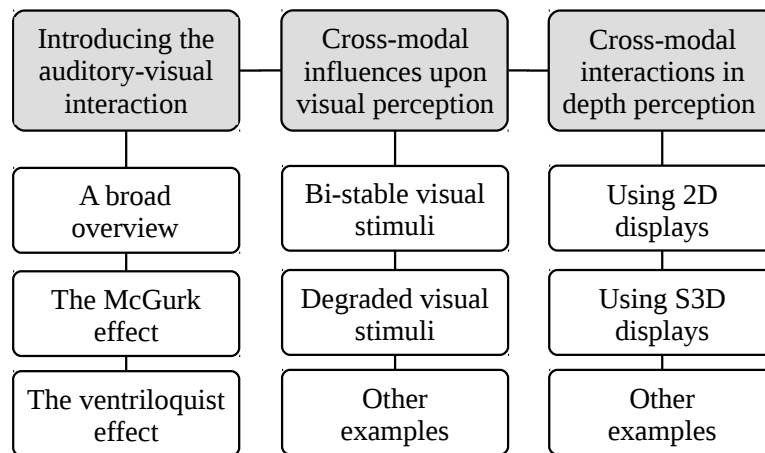 Introducing the
auditory-visual
interaction
Cross-modal
influences upon
visual perception
Cross-modal
interactions in
depth perception
A broad
overview
Bi-stable visual
stimuli
Using 2D
displays
The McGurk
effect
Degraded visual
stimuli
Using S3D
displays
The ventriloquist
effect
Other
examples
Other
examples